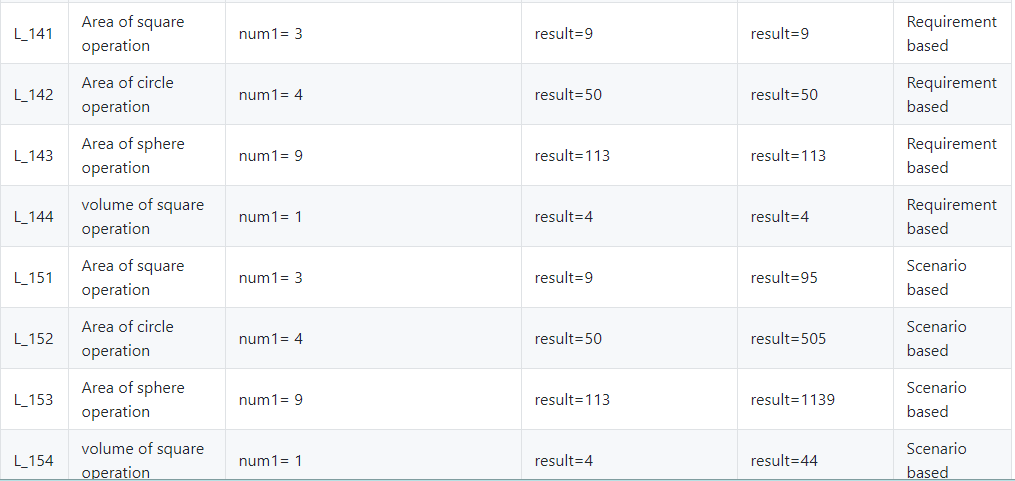 L_141 Area of square operation num1= 3 result=9 result=9 Requirement based
L_142 Area of circle operation num1= 4 result=50 result=50 Requirement based
L_143 Area of sphere operation num1= 9 result=113 result=113 Requirement based
L_144 volume of square operation num1= 1 result=4 result=4 Requirement based
L_151 Area of square operation num1= 3 result=9 result=95 Scenario based
L_152 Area of circle operation num1= 4 result=50 result=505 Scenario based
L_153 Area of sphere operation num1= 9 result=113 result=1139 Scenario based
L_154 volume of square operation num1= 1 result=4 result=44 Scenario based